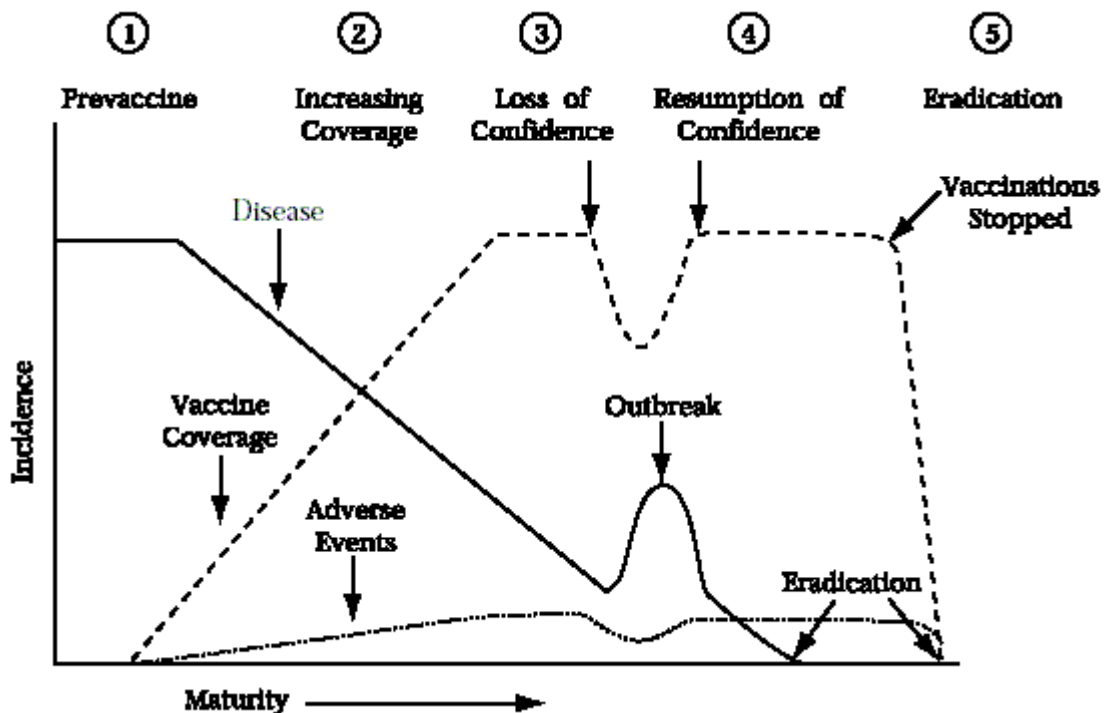 1
2
3
4
5
Prevaccine
Increasing
Coverage
Loss of
Confidence
Resumption of
Confidence
Eradication
Vaccinations
Stopped
Disease
Vaccine
Coverage
Outbreak
Adverse
Events
Eradication
Incidence
Maturity